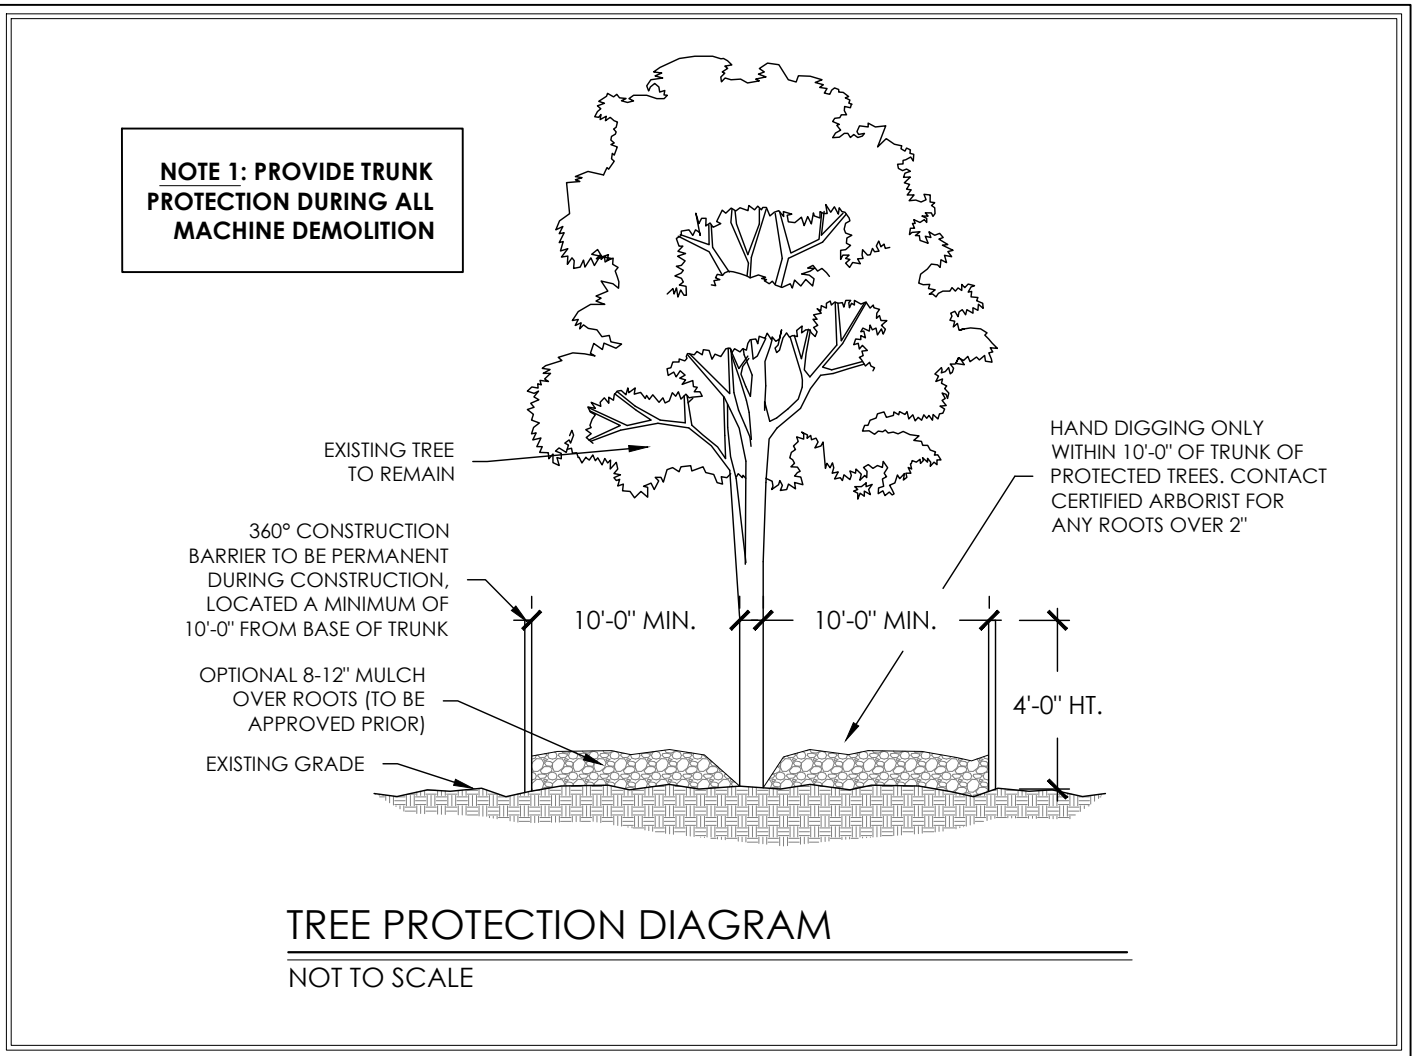 NOTE 1: PROVIDE TRUNK
PROTECTION DURING ALL
MACHINE DEMOLITION
EXISTING TREE
TO REMAIN
HAND DIGGING ONLY
WITHIN 10'-0" OF TRUNK OF
PROTECTED TREES. CONTACT
CERTIFIED ARBORIST FOR
ANY ROOTS OVER 2"
360° CONSTRUCTION
BARRIER TO BE PERMANENT
DURING CONSTRUCTION,
LOCATED A MINIMUM OF
10'-0" FROM BASE OF TRUNK
10'-0" MIN.
10'-0" MIN.
4'-0" HT.
OPTIONAL 8-12" MULCH
OVER ROOTS (TO BE
APPROVED PRIOR)
EXISTING GRADE
TREE PROTECTION DIAGRAM
NOT TO SCALE